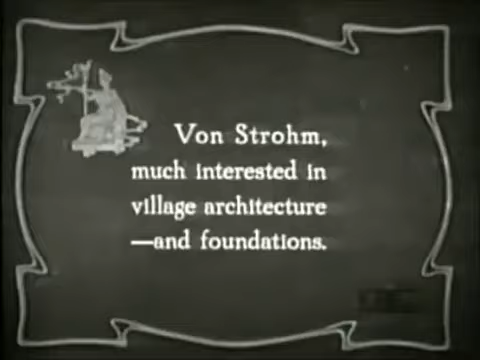 Von Strohm,
much interested in
village architecture
—and foundations.